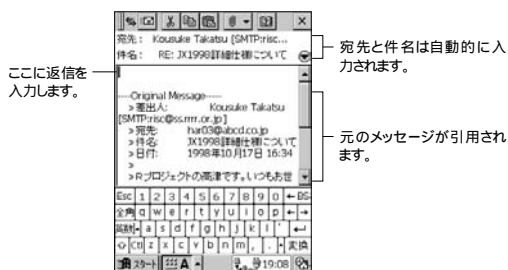 宛先： Kousuke Takatsu [SMTP:risc...
件名： RE: JX1998詳細仕様について
宛先と件名は自動的に入
力されます。
ここに返信を
入力します。
----Original Message----
>差出人: Kousuke Takatsu
[SMTP:risc@ss.rrrr.or.jp]
>宛先: har03@abcd.co.jp
>件名: JX1998詳細仕様について
>日付: 1998年10月17日 16:34
>
>Rプロジェクトの高津です。いつもお世
元のメッセージが引用され
ます。
Esc 1 2 3 4 5 6 7 8 9 0 ←BS
全角 q w e r t y u i o p ← →
英数 a s d f g h j k l ' ↵
⇧ Ctl z x c v b n m , . 変換
スタート A 19:08